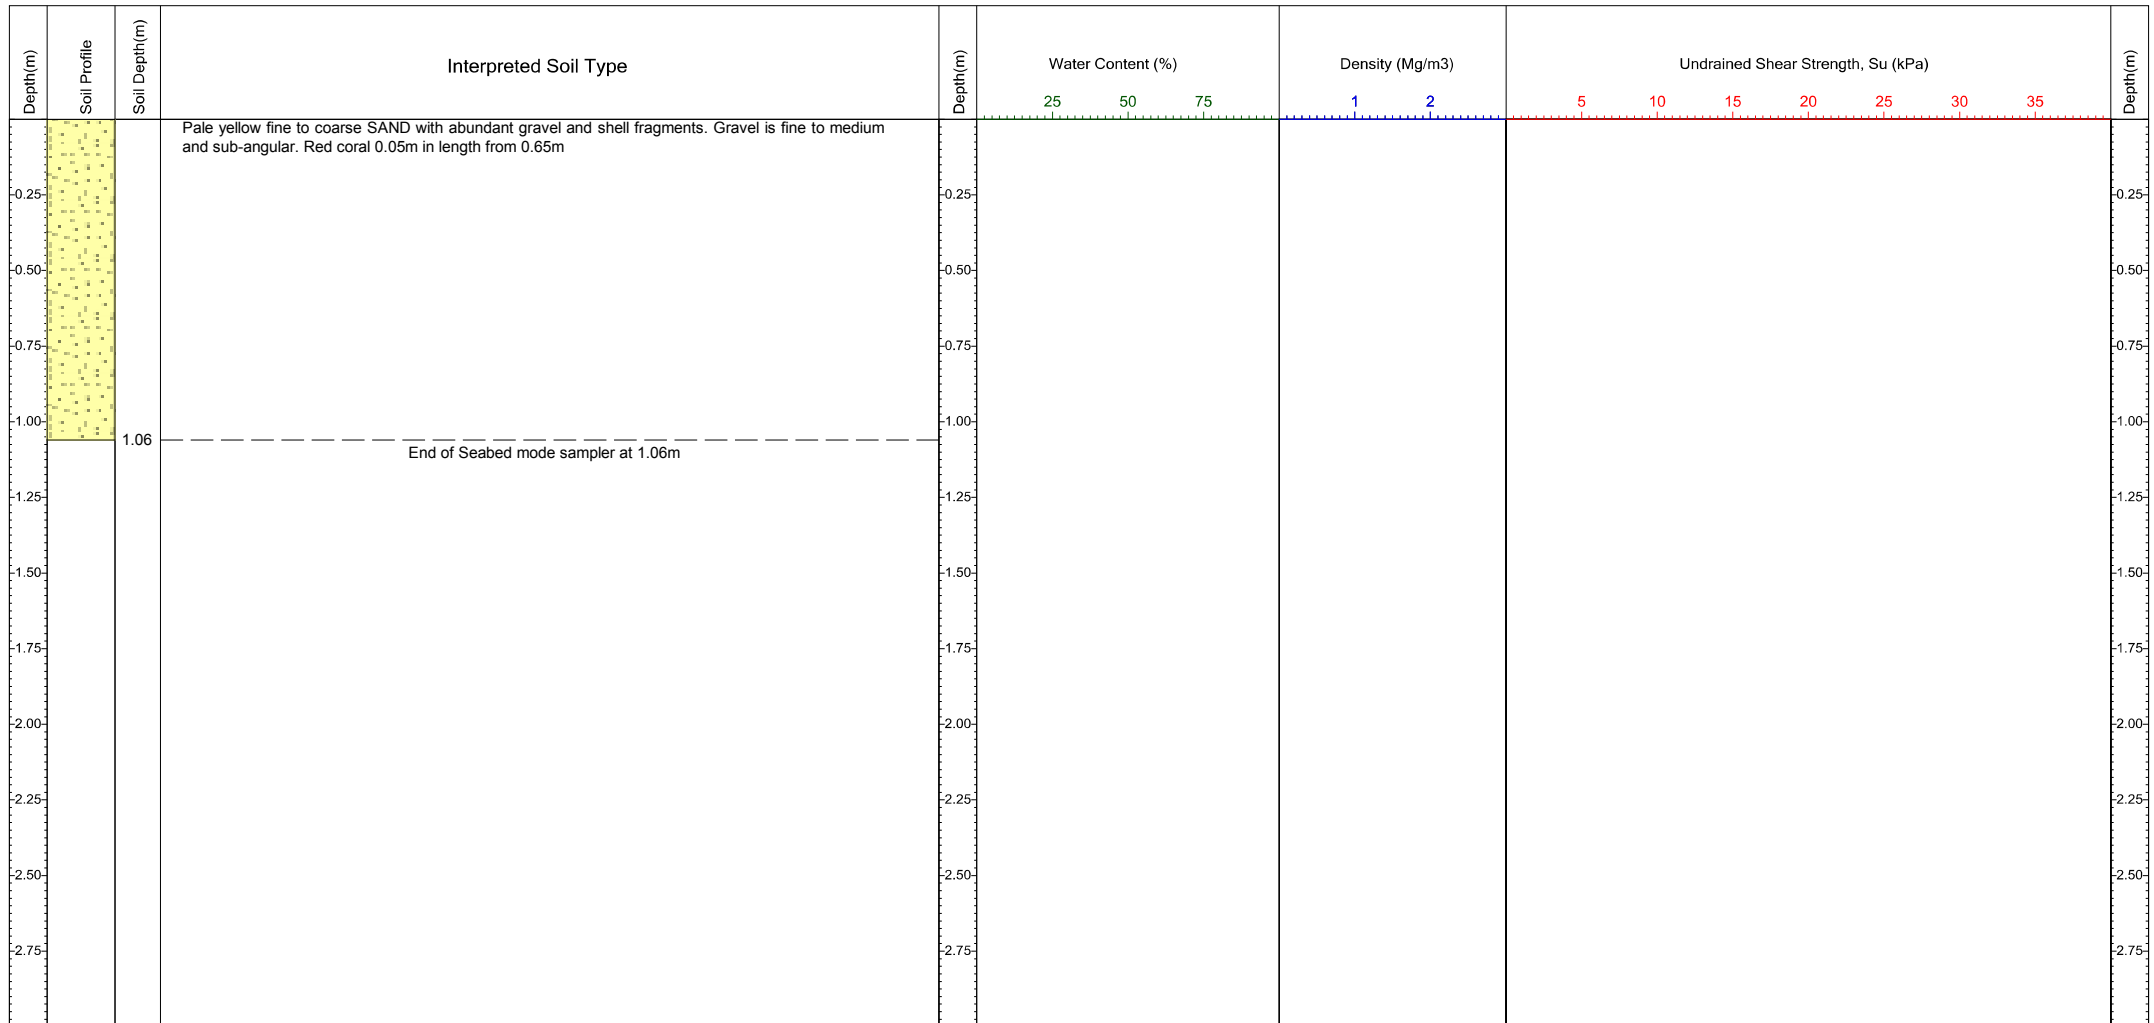 Depth(m)
Soil Profile
Soil Depth(m)
Interpreted Soil Type
Depth(m)
Water Content (%)
25 50 75
Density (Mg/m3)
1 2
Undrained Shear Strength, Su (kPa)
5 10 15 20 25 30 35
Depth(m)
Pale yellow fine to coarse SAND with abundant gravel and shell fragments. Gravel is fine to medium
and sub-angular. Red coral 0.05m in length from 0.65m
0.25 0.25 0.25
0.50 0.50 0.50
0.75 0.75 0.75
1.00 1.00 1.00
1.06
End of Seabed mode sampler at 1.06m
1.25 1.25 1.25
1.50 1.50 1.50
1.75 1.75 1.75
2.00 2.00 2.00
2.25 2.25 2.25
2.50 2.50 2.50
2.75 2.75 2.75